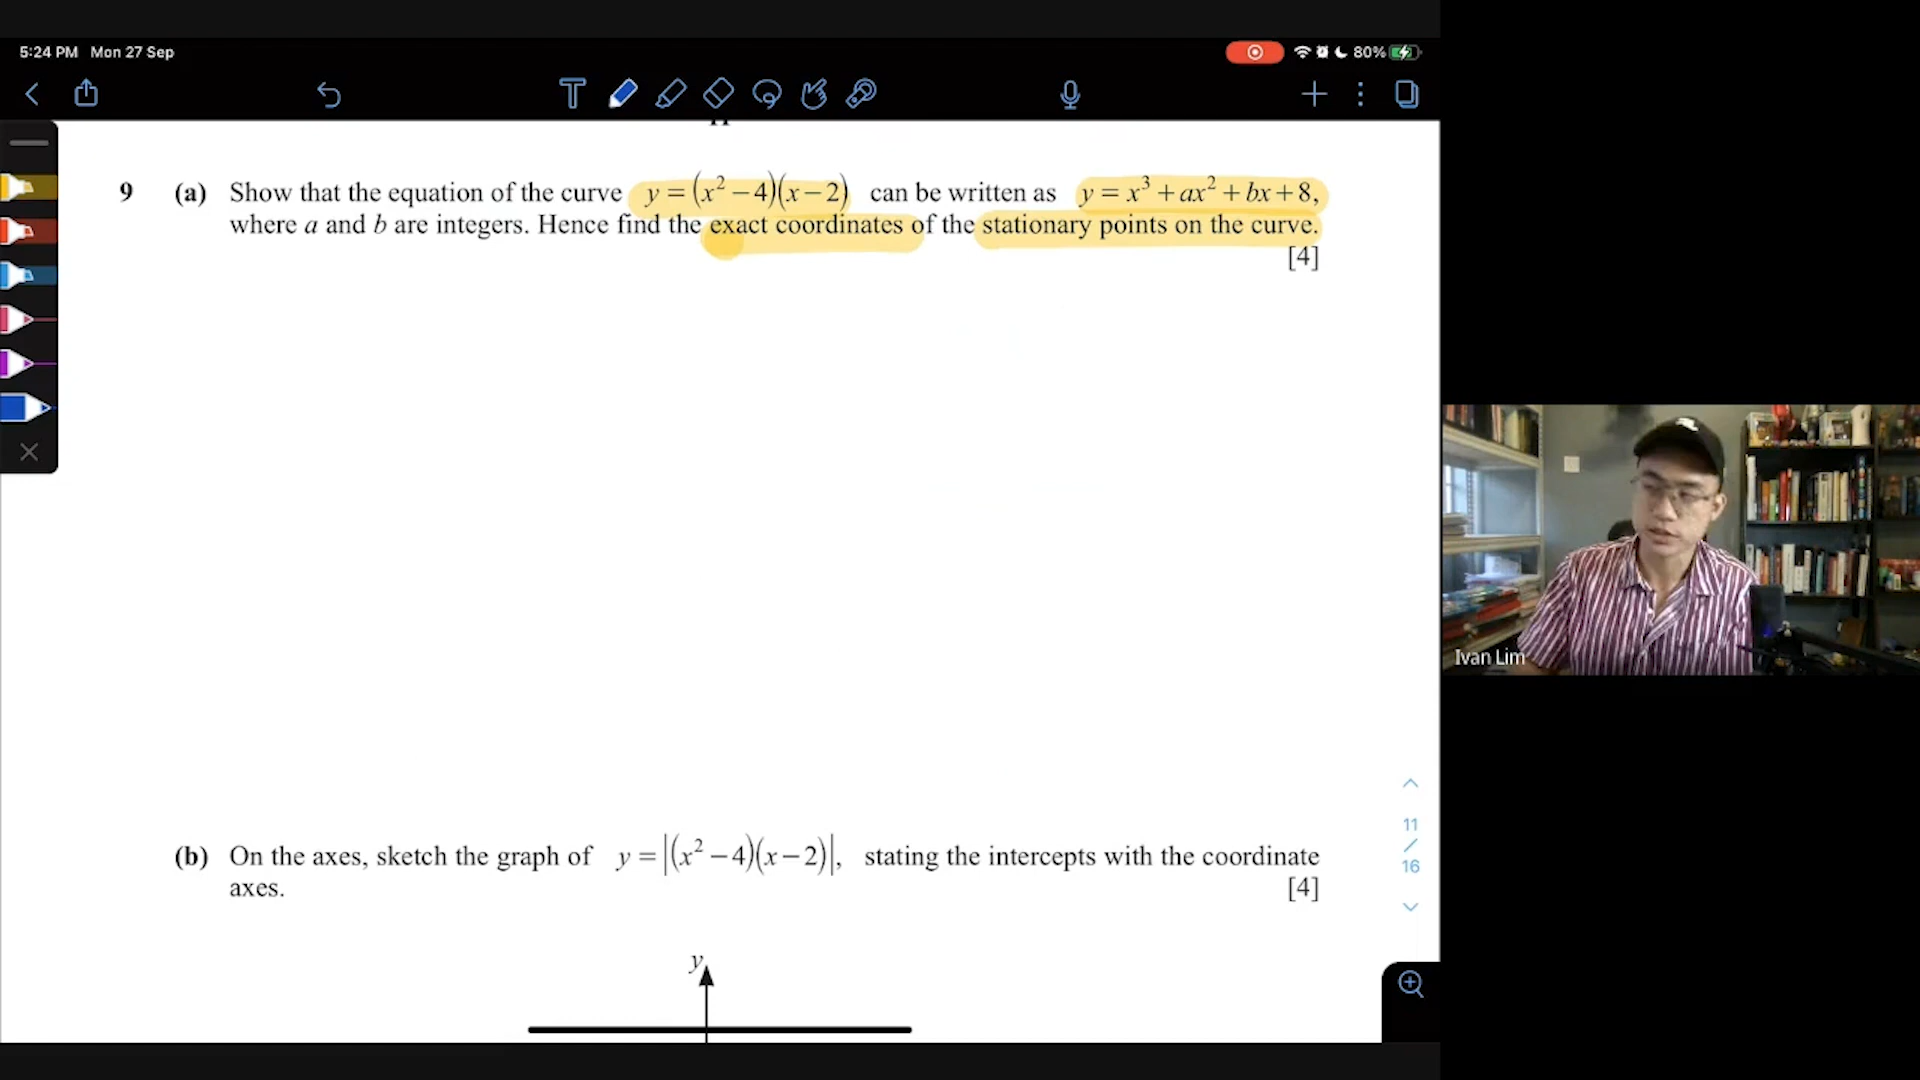 5:24 PM Mon 27 Sep
80%
T
9 (a) Show that the equation of the curve y = (x² – 4)(x – 2) can be written as y = x³ + ax² + bx + 8,
where a and b are integers. Hence find the exact coordinates of the stationary points on the curve.
[4]
Ivan Lim
11
/
16
(b) On the axes, sketch the graph of y = |(x² – 4)(x – 2)|, stating the intercepts with the coordinate
axes. [4]
y